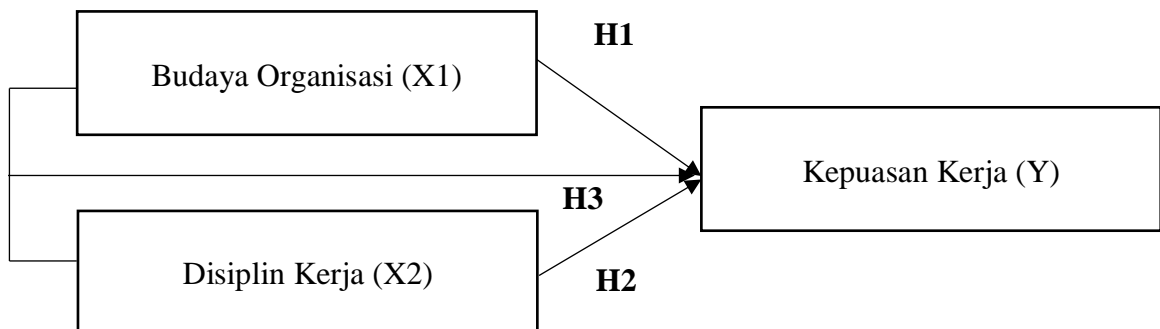 H1
Budaya Organisasi (X1)
Kepuasan Kerja (Y)
H3
Disiplin Kerja (X2)
H2